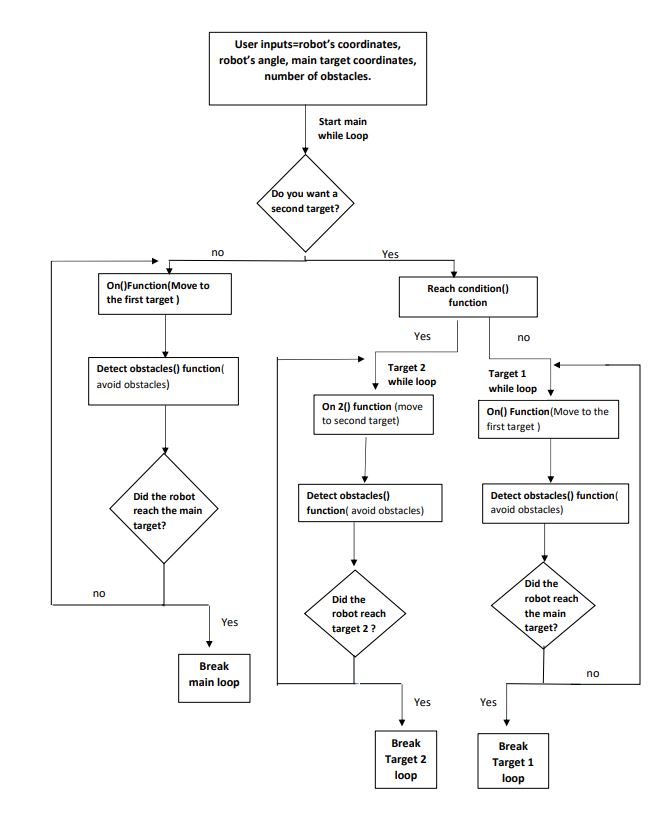 User inputs=robot’s coordinates,
robot’s angle, main target coordinates,
number of obstacles.
Start main
while Loop
Do you want a
second target?
no
Yes
On()Function(Move to
the first target )
Detect obstacles() function(
avoid obstacles)
Did the robot
reach the main
target?
no
Yes
Break
main loop
Reach condition()
function
Yes
no
Target 2
while loop
On 2() function (move
to second target)
Detect obstacles()
function( avoid obstacles)
Did the
robot reach
target 2 ?
Yes
Break
Target 2
loop
Target 1
while loop
On() Function(Move to the
first target )
Detect obstacles() function(
avoid obstacles)
Did the
robot reach
the main
target?
no
Yes
Break
Target 1
loop